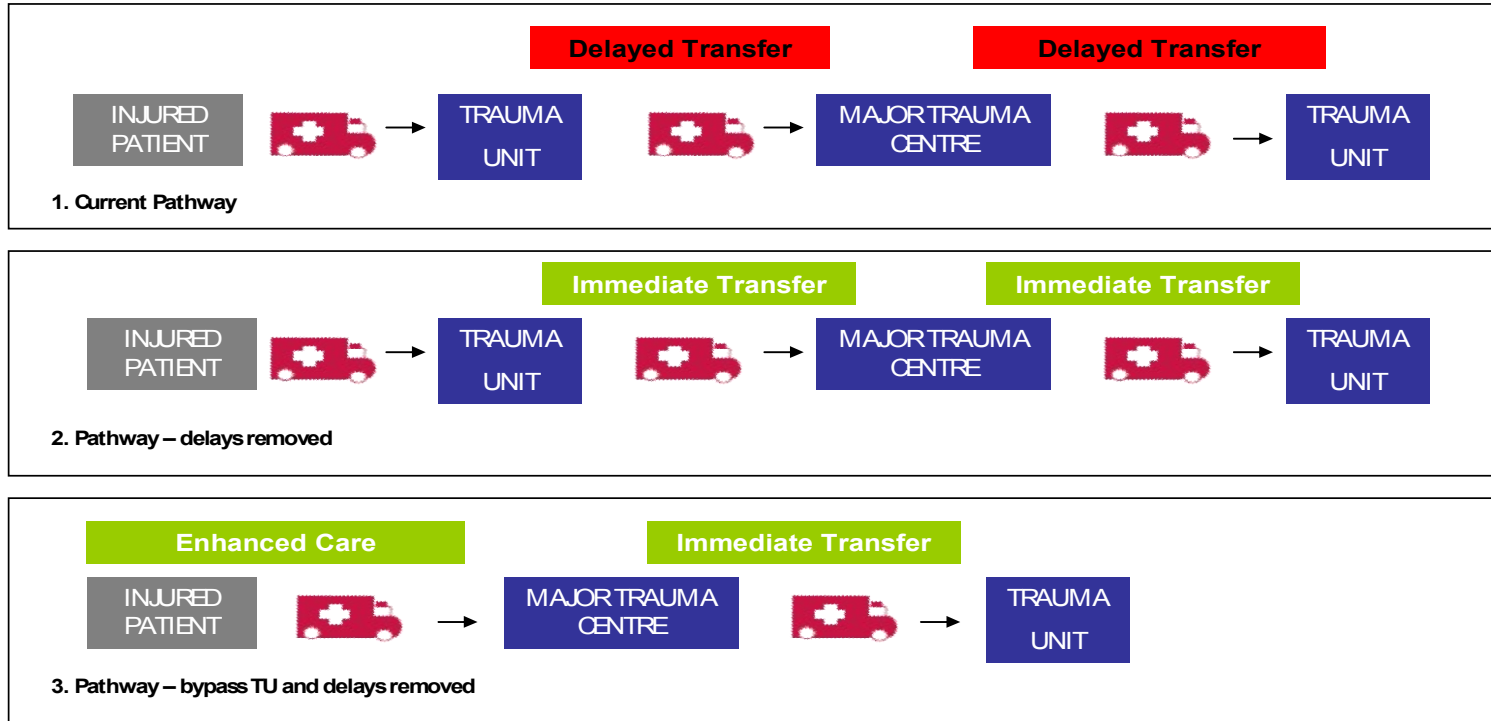 Delayed Transfer
Delayed Transfer
INJURED
PATIENT
TRAUMA
UNIT
MAJOR TRAUMA
CENTRE
TRAUMA
UNIT
1. Current Pathway
Immediate Transfer
Immediate Transfer
INJURED
PATIENT
TRAUMA
UNIT
MAJOR TRAUMA
CENTRE
TRAUMA
UNIT
2. Pathway – delays removed
Enhanced Care
Immediate Transfer
INJURED
PATIENT
MAJOR TRAUMA
CENTRE
TRAUMA
UNIT
3. Pathway – bypass TU and delays removed